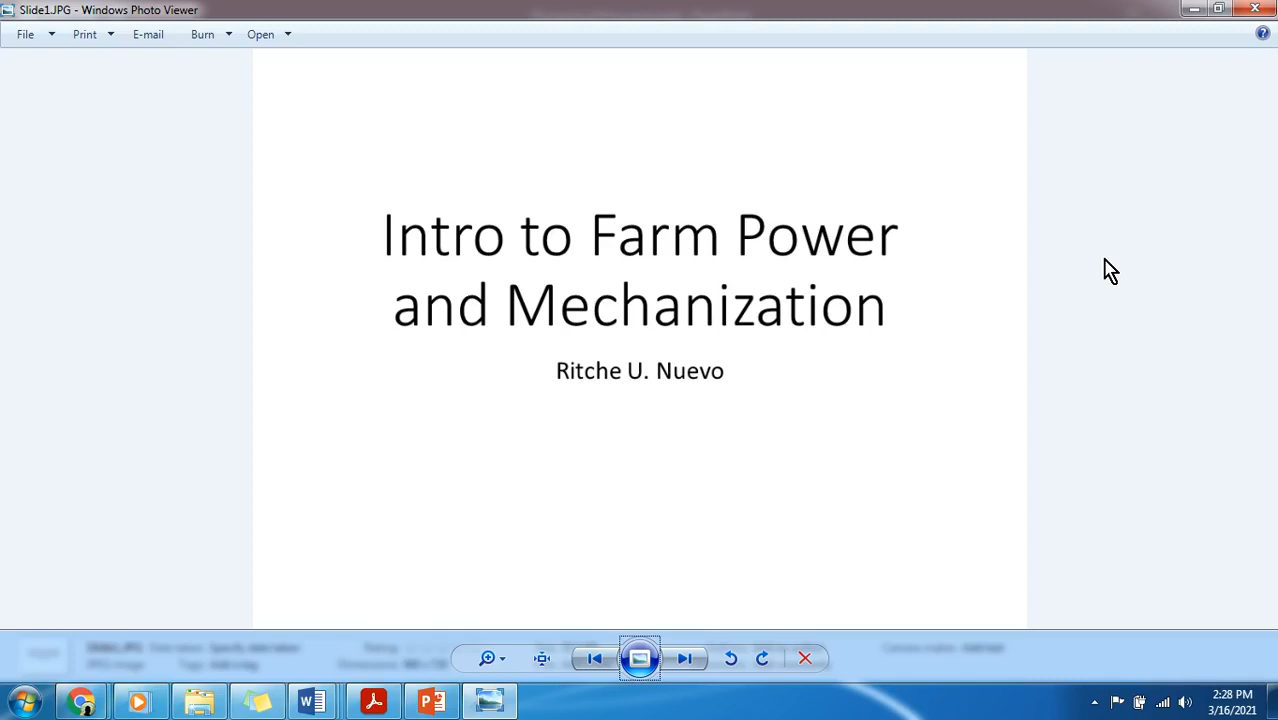 Slide1.JPG - Windows Photo Viewer
File Print E-mail Burn Open
Intro to Farm Power
and Mechanization
Ritche U. Nuevo
2:28 PM
3/16/2021